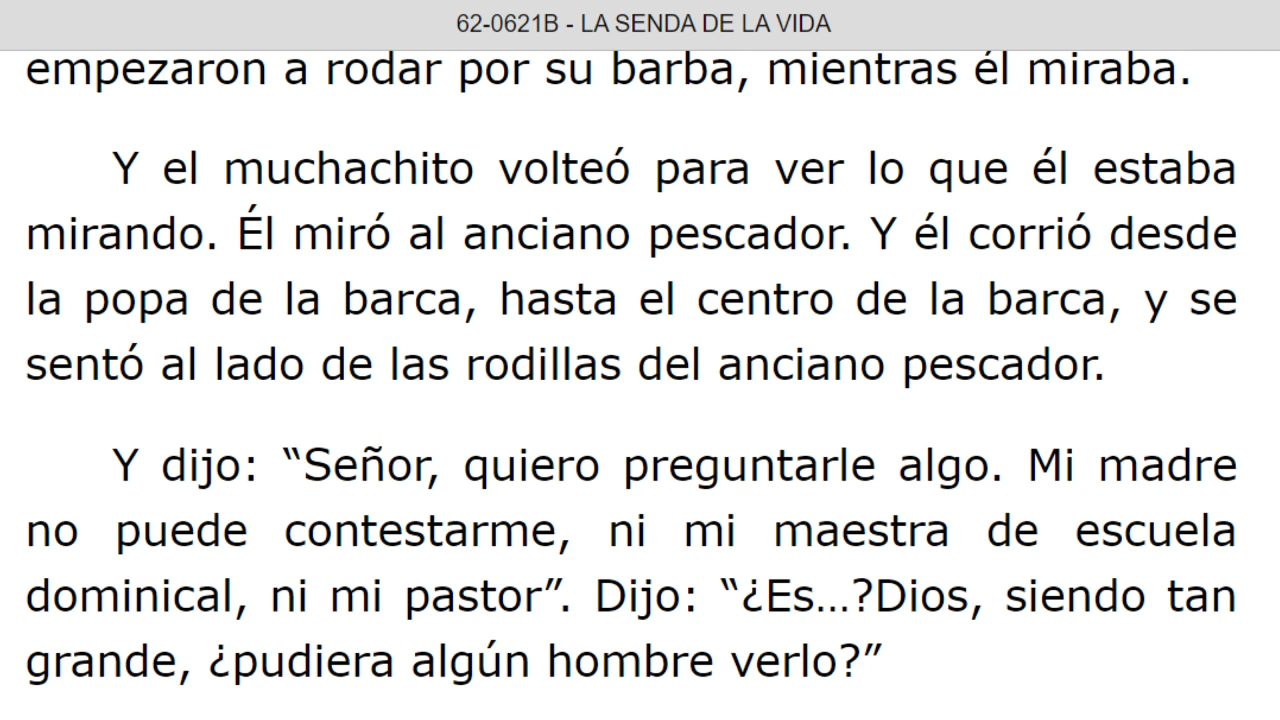 62-0621B - LA SENDA DE LA VIDA
empezaron a rodar por su barba, mientras él miraba.
Y el muchachito volteó para ver lo que él estaba
mirando. Él miró al anciano pescador. Y él corrió desde
la popa de la barca, hasta el centro de la barca, y se
sentó al lado de las rodillas del anciano pescador.
Y dijo: “Señor, quiero preguntarle algo. Mi madre
no puede contestarme, ni mi maestra de escuela
dominical, ni mi pastor”. Dijo: “¿Es...?Dios, siendo tan
grande, ¿pudiera algún hombre verlo?”